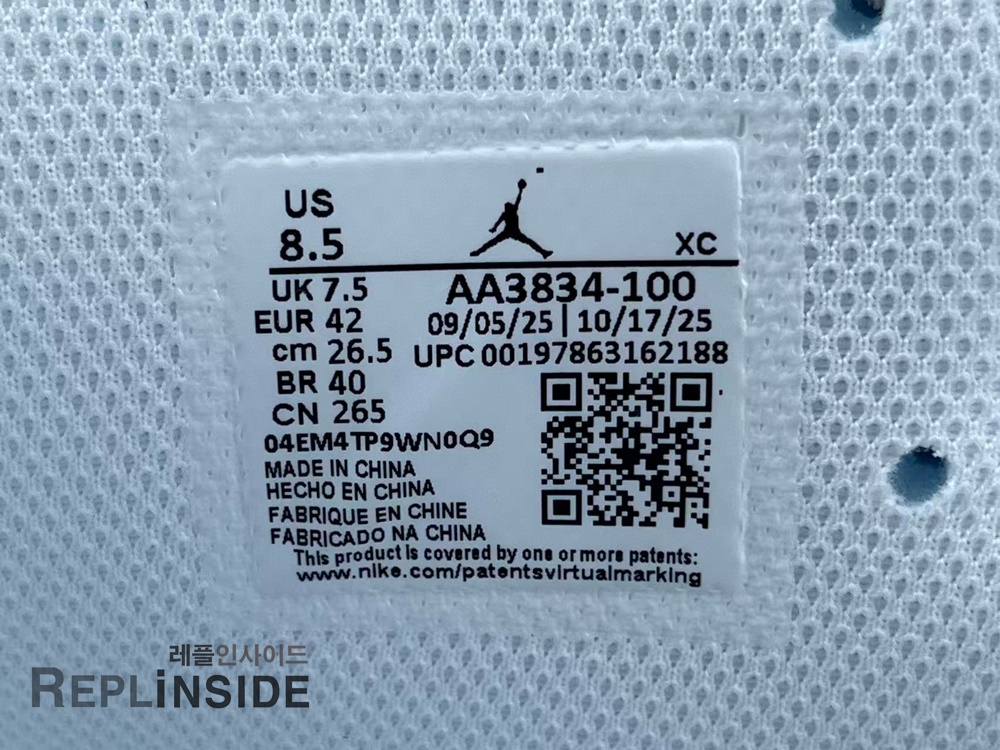 US
8.5
XC
UK 7.5
AA3834-100
EUR 42
09/05/25 | 10/17/25
cm 26.5
UPC 00197863162188
BR 40
CN 265
04EM4TP9WN0Q9
MADE IN CHINA
HECHO EN CHINA
FABRIQUE EN CHINE
FABRICADO NA CHINA
This product is covered by one or more patents:
www.nike.com/patentsvirtualmarking
레플인사이드
REPLINSIDE